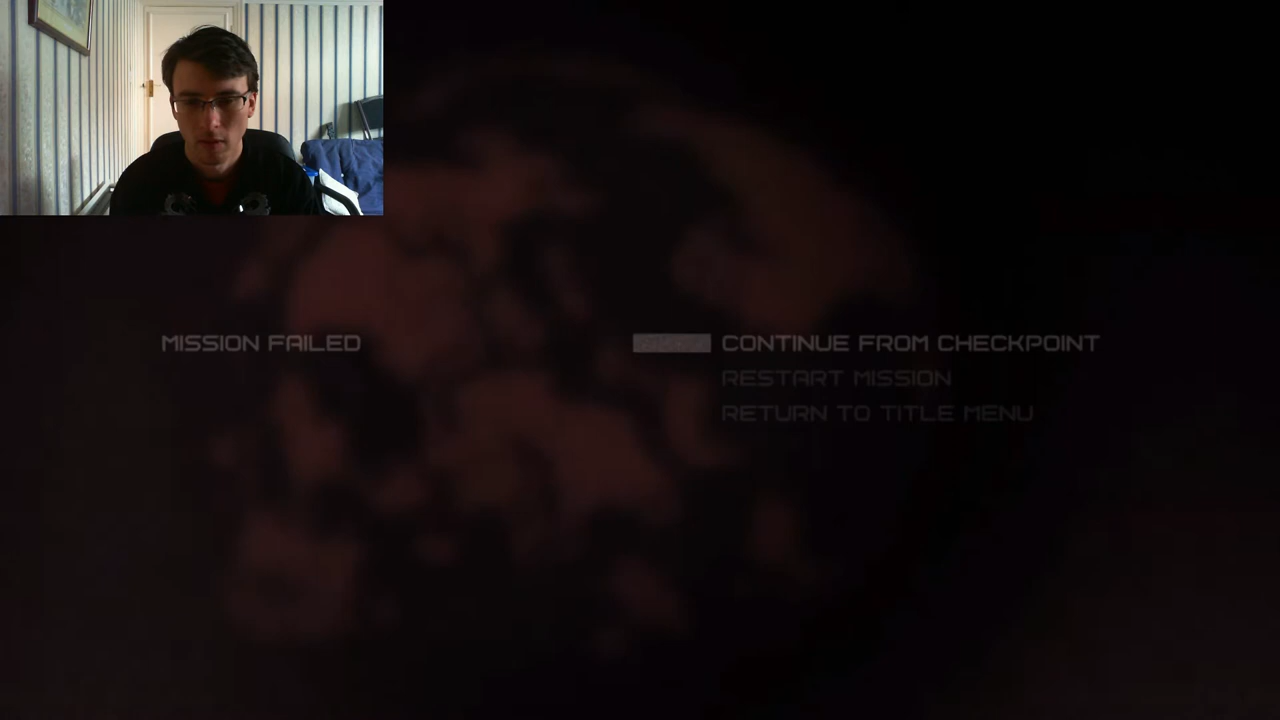 MISSION FAILED
CONTINUE FROM CHECKPOINT
RESTART MISSION
RETURN TO TITLE MENU